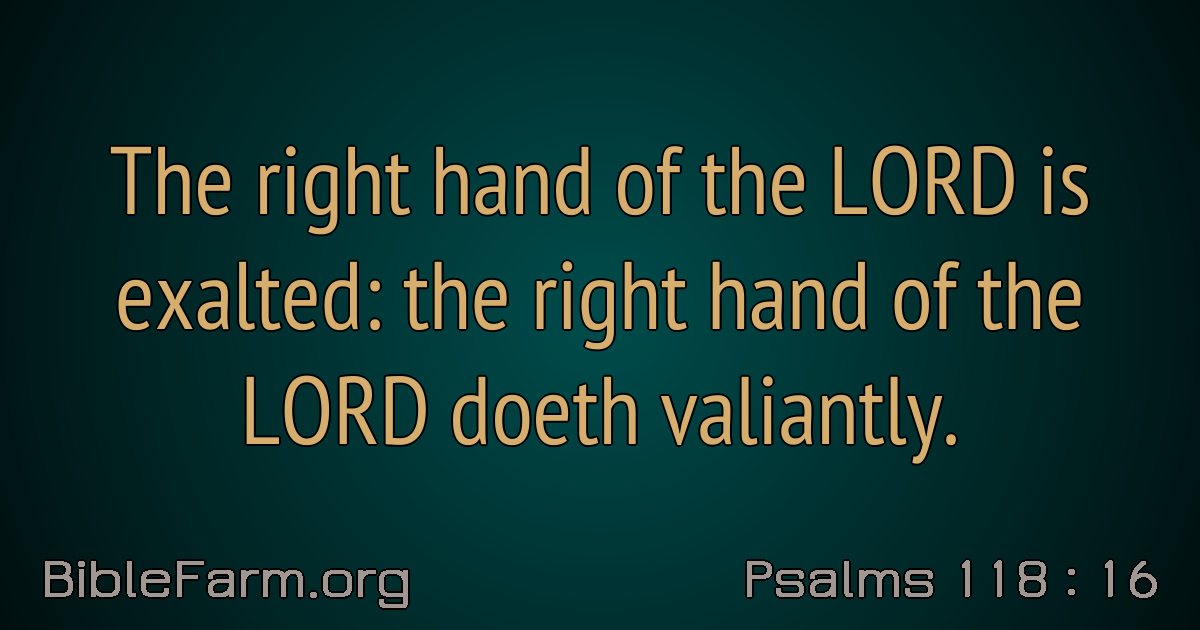 The right hand of the LORD is
exalted: the right hand of the
LORD doeth valiantly.
BibleFarm.org
Psalms 118 : 16